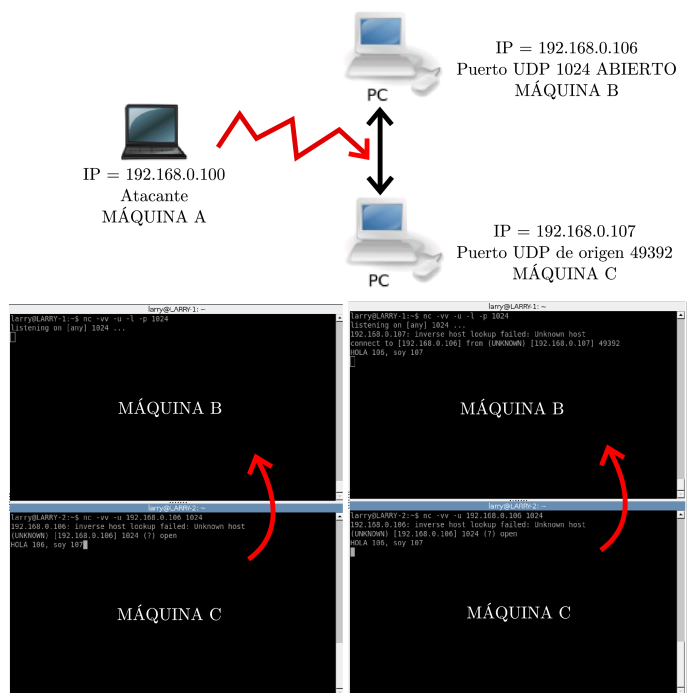 IP = 192.168.0.106
Puerto UDP 1024 ABIERTO
MÁQUINA B
PC
IP = 192.168.0.100
Atacante
MÁQUINA A
IP = 192.168.0.107
Puerto UDP de origen 49392
MÁQUINA C
PC
larry@LARRY-1: ~
larry@LARRY-1:~$ nc -vv -u -l -p 1024
listening on [any] 1024 ...
MÁQUINA B
larry@LARRY-2: ~
larry@LARRY-2:~$ nc -vv -u 192.168.0.106 1024
192.168.0.106: inverse host lookup failed: Unknown host
(UNKNOWN) [192.168.0.106] 1024 (?) open
HOLA 106, soy 107
MÁQUINA C
larry@LARRY-1: ~
larry@LARRY-1:~$ nc -vv -u -l -p 1024
listening on [any] 1024 ...
192.168.0.107: inverse host lookup failed: Unknown host
connect to [192.168.0.106] from (UNKNOWN) [192.168.0.107] 49392
HOLA 106, soy 107
MÁQUINA B
larry@LARRY-2: ~
larry@LARRY-2:~$ nc -vv -u 192.168.0.106 1024
192.168.0.106: inverse host lookup failed: Unknown host
(UNKNOWN) [192.168.0.106] 1024 (?) open
HOLA 106, soy 107
MÁQUINA C